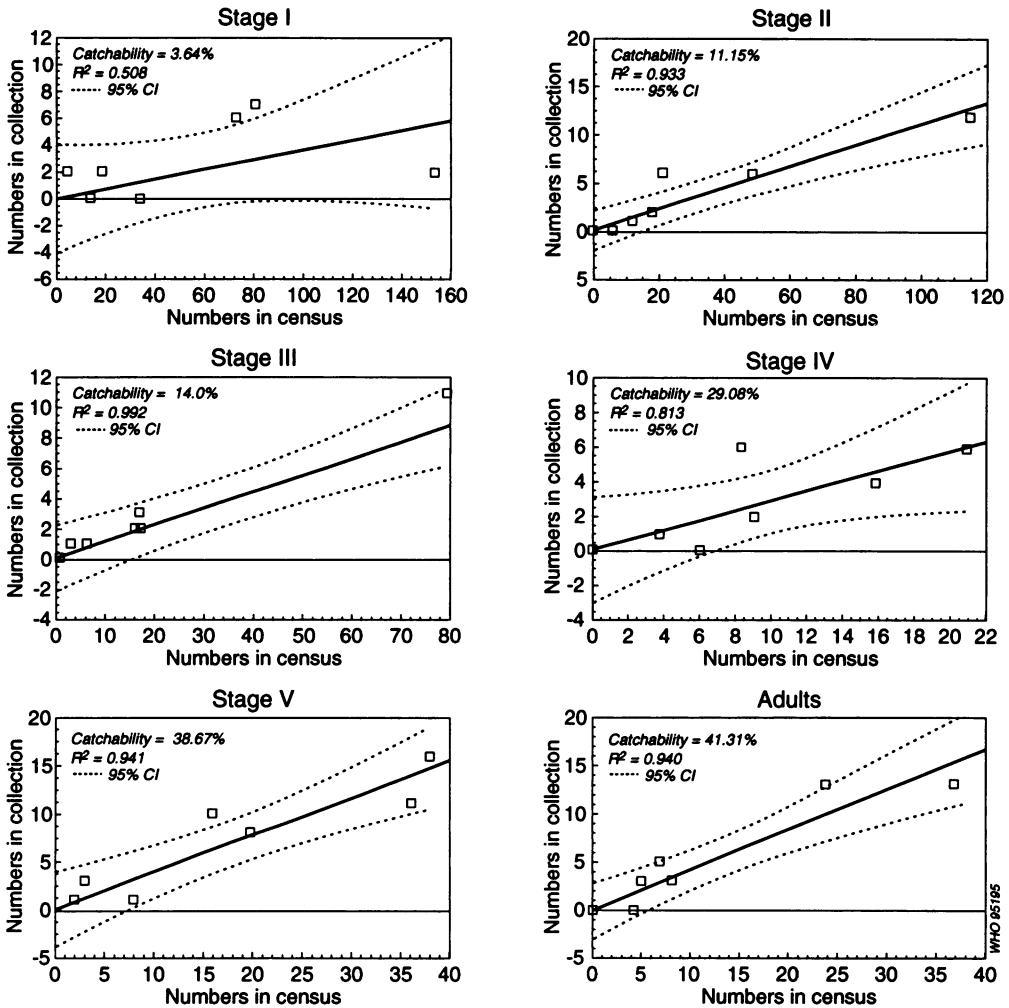 Stage I
Catchability = 3.64%
R² = 0.508
95% CI
Numbers in collection
12
10
8
6
4
2
0
-2
-4
-6
0 20 40 60 80 100 120 140 160
Numbers in census
Stage II
Catchability = 11.15%
R² = 0.933
95% CI
Numbers in collection
20
15
10
5
0
5
0 20 40 60 80 100 120
Numbers in census
Stage III
Catchability = 14.0%
R² = 0.992
95% CI
Numbers in collection
12
10
8
6
4
2
0
-2
-4
0 10 20 30 40 50 60 70 80
Numbers in census
Stage IV
Catchability = 29.08%
R² = 0.813
95% CI
Numbers in collection
10
8
6
4
2
0
-2
-4
0 2 4 6 8 10 12 14 16 18 20 22
Numbers in census
Stage V
Catchability = 38.67%
R² = 0.941
95% CI
Numbers in collection
20
15
10
5
0
-5
0 5 10 15 20 25 30 35 40
Numbers in census
Adults
Catchability = 41.31%
R² = 0.940
95% CI
Numbers in collection
20
15
10
5
0
-5
0 5 10 15 20 25 30 35 40
Numbers in census
WHO 95195